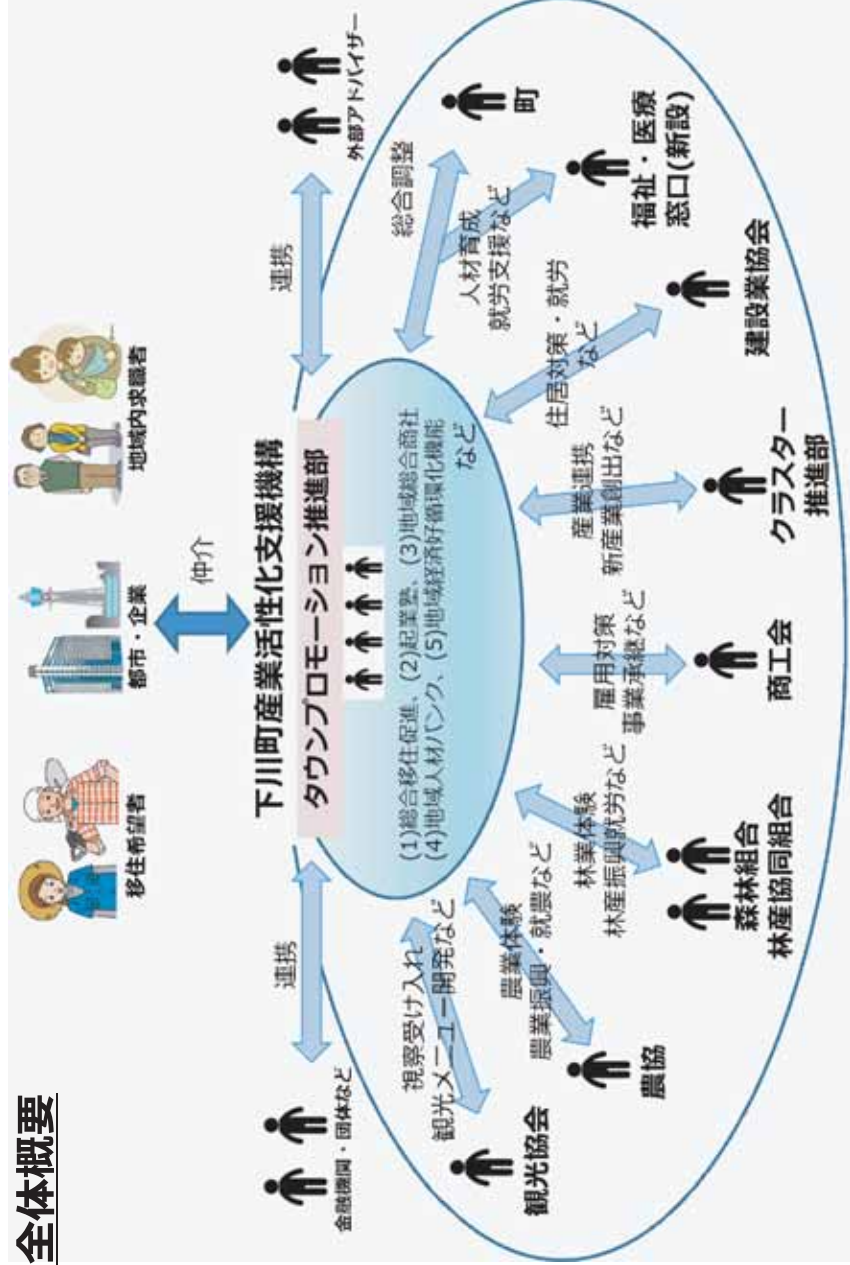 全体概要
移住希望者
都市・企業
地域内求職者
仲介
下川町産業活性化支援機構
タウンプロモーション推進部
(1)総合移住促進、(2)起業塾、(3)地域総合商社
(4)地域人材バンク、(5)地域経済好循環化機能
など
連携
金融機関・団体など
連携
外部アドバイザー
視察受け入れ
観光メニュー開発など
観光協会
農業体験
農業振興・就農など
農協
林業体験
林産振興就労など
森林組合
林産協同組合
雇用対策
事業承継など
商工会
産業連携
新産業創出など
クラスター
推進部
住居対策・就労
など
建設業協会
人材育成
就労支援など
福祉・医療
窓口(新設)
総合調整
町